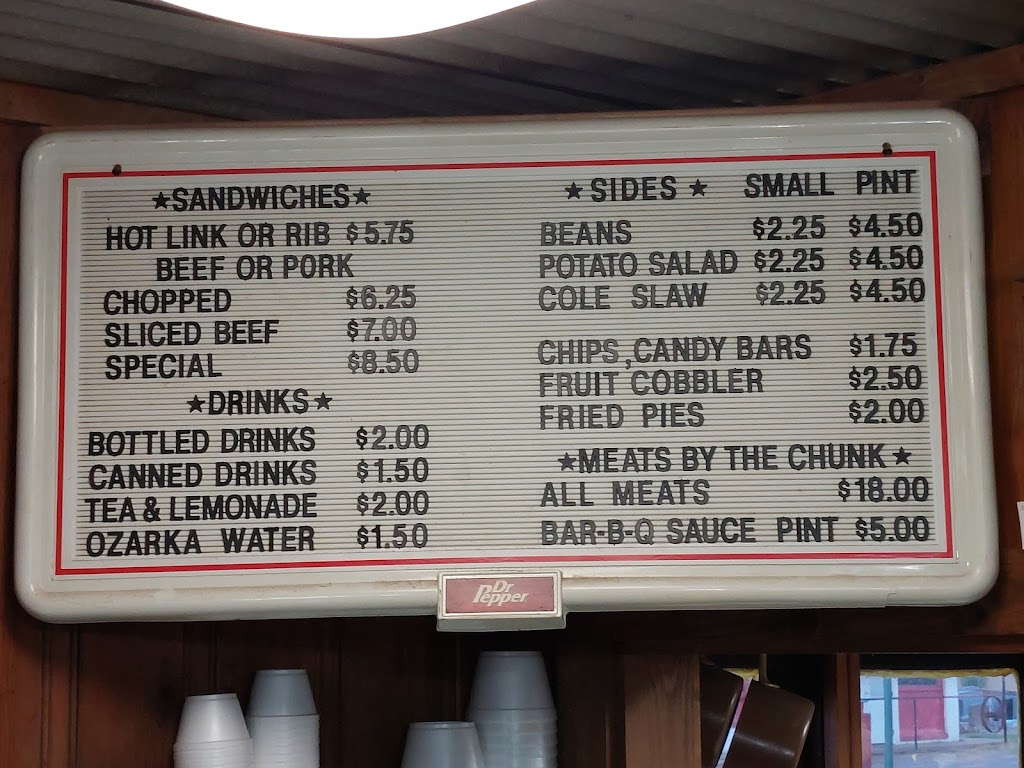 ★SANDWICHES★
HOT LINK OR RIB $5.75
BEEF OR PORK
CHOPPED $6.25
SLICED BEEF $7.00
SPECIAL $8.50
★DRINKS★
BOTTLED DRINKS $2.00
CANNED DRINKS $1.50
TEA & LEMONADE $2.00
OZARKA WATER $1.50
★SIDES★ SMALL PINT
BEANS $2.25 $4.50
POTATO SALAD $2.25 $4.50
COLE SLAW $2.25 $4.50
CHIPS, CANDY BARS $1.75
FRUIT COBBLER $2.50
FRIED PIES $2.00
★MEATS BY THE CHUNK★
ALL MEATS $18.00
BAR-B-Q SAUCE PINT $5.00
Dr
Pepper